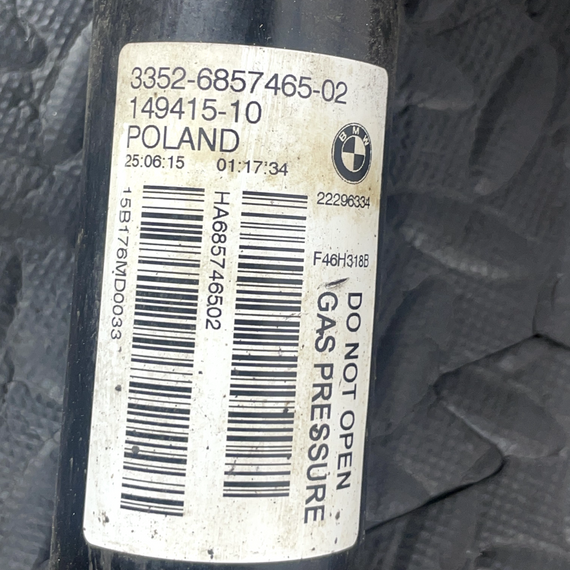 3352-6857465-02
149415-10
POLAND
25:06:15 01:17:34
BMW
22296334
15B176MD0033
HA685746502
F46H318B
DO NOT OPEN
GAS PRESSURE